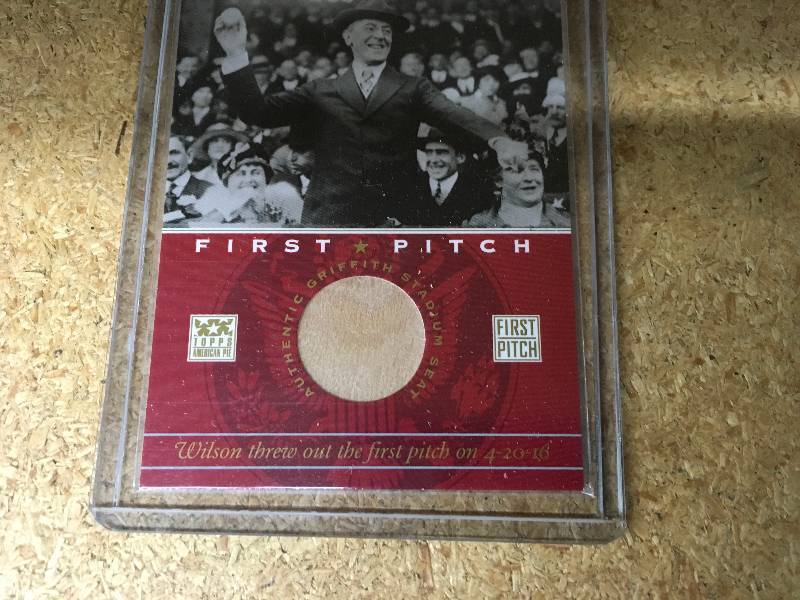 FIRST ★ PITCH
AUTHENTIC GRIFFITH STADIUM SEAT
TOPPS
AMERICAN PIE
FIRST
PITCH
Wilson threw out the first pitch on 4-20-16